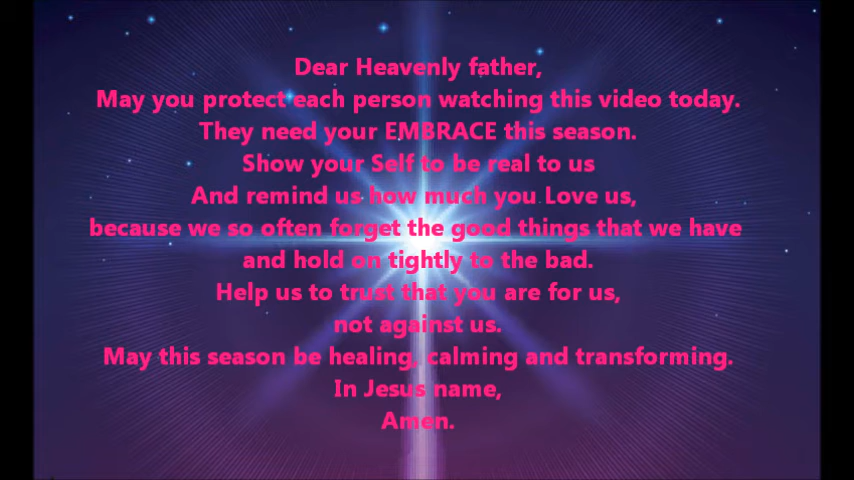 Dear Heavenly father,
May you protect each person watching this video today.
They need your EMBRACE this season.
Show your Self to be real to us
And remind us how much you Love us,
because we so often forget the good things that we have
and hold on tightly to the bad.
Help us to trust that you are for us,
not against us.
May this season be healing, calming and transforming.
In Jesus name,
Amen.